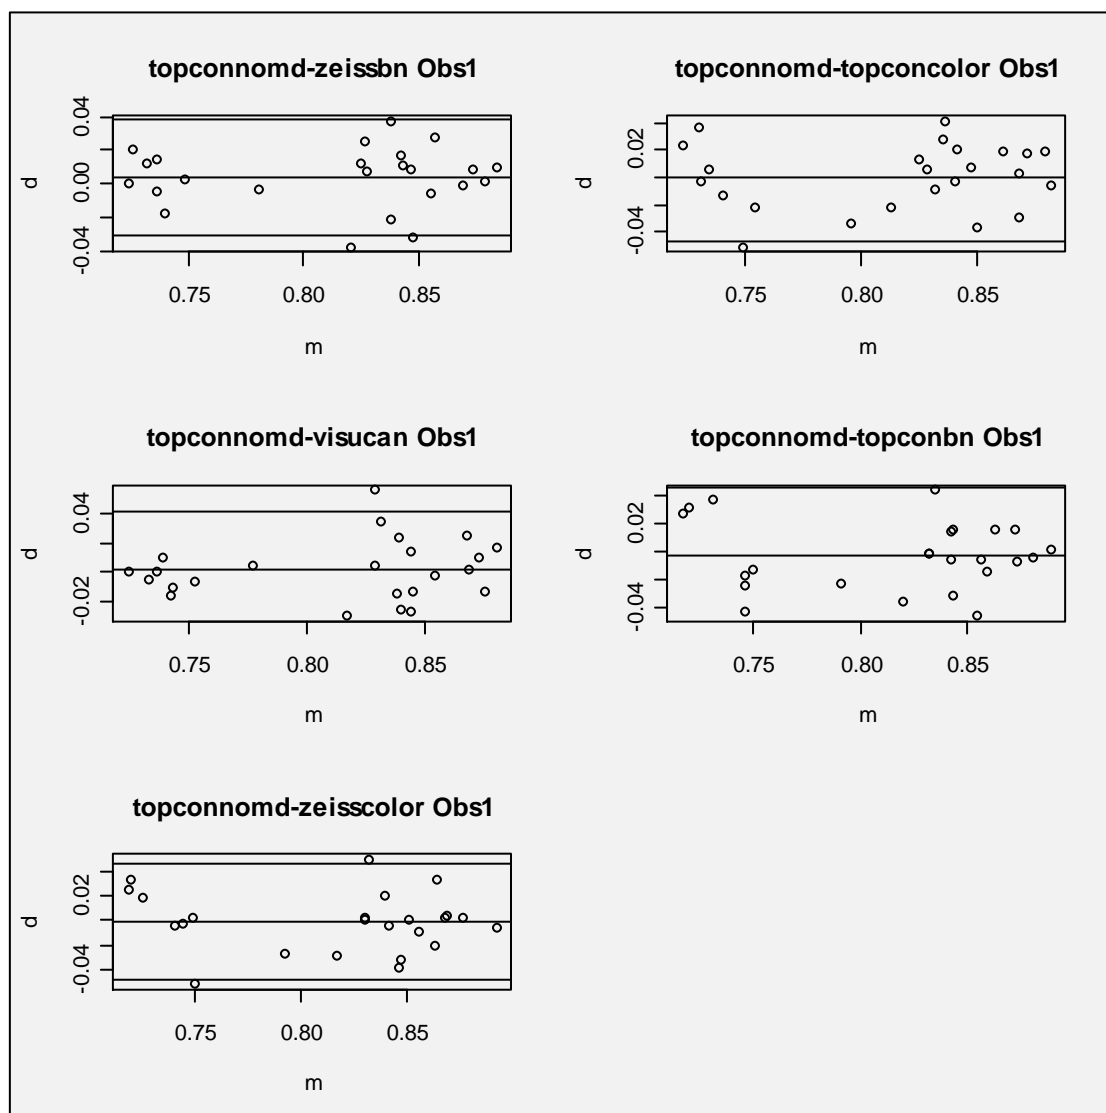 topconnomd-zeissbn Obs1
d
0.04
0.00
-0.04
0.75 0.80 0.85
m
topconnomd-topconcolor Obs1
d
0.02
-0.04
0.75 0.80 0.85
m
topconnomd-visucan Obs1
d
0.04
-0.02
0.75 0.80 0.85
m
topconnomd-topconbn Obs1
d
0.02
-0.04
0.75 0.80 0.85
m
topconnomd-zeisscolor Obs1
d
0.02
-0.04
0.75 0.80 0.85
m